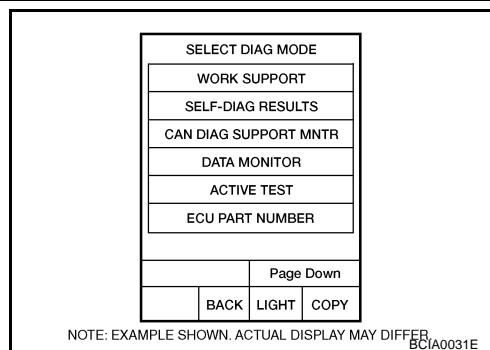 SELECT DIAG MODE
WORK SUPPORT
SELF-DIAG RESULTS
CAN DIAG SUPPORT MNTR
DATA MONITOR
ACTIVE TEST
ECU PART NUMBER
Page Down
BACK LIGHT COPY
NOTE: EXAMPLE SHOWN. ACTUAL DISPLAY MAY DIFFER.
BCIA0031E